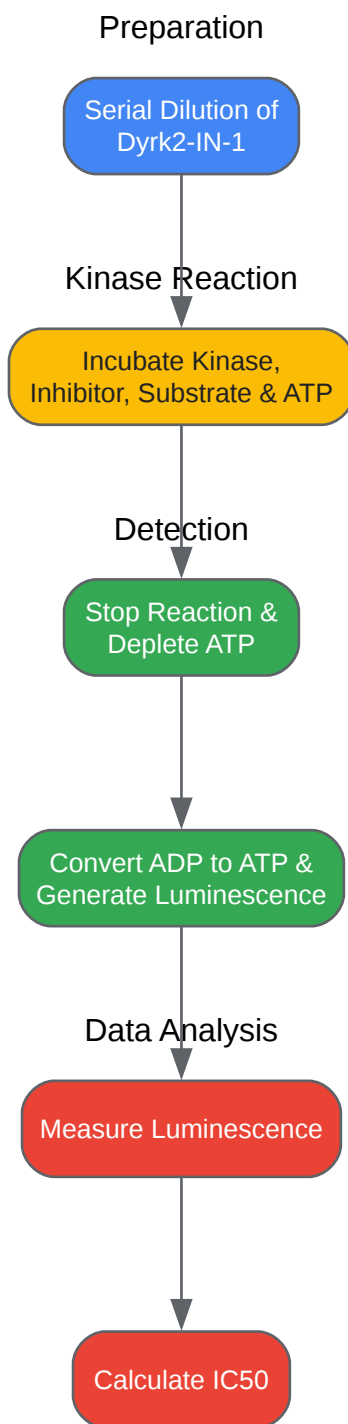 Preparation
Serial Dilution of
Dyrk2-IN-1
Kinase Reaction
Incubate Kinase,
Inhibitor, Substrate & ATP
Detection
Stop Reaction &
Deplete ATP
Convert ADP to ATP &
Generate Luminescence
Data Analysis
Measure Luminescence
Calculate IC50